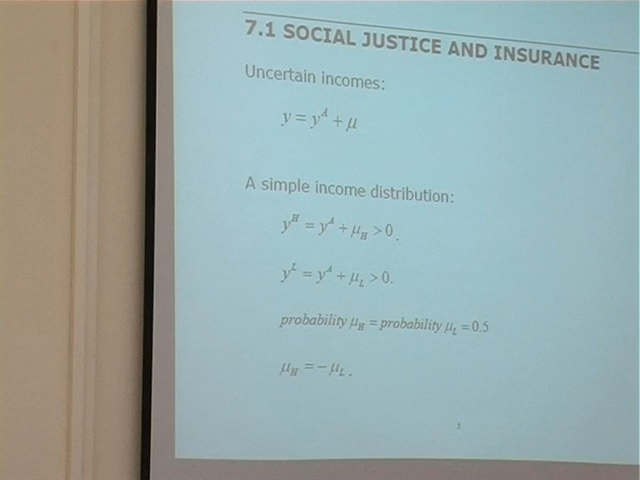 7.1 SOCIAL JUSTICE AND INSURANCE
Uncertain incomes:
y = y^A + μ
A simple income distribution:
y^H = y^A + μ_H > 0.
y^L = y^A + μ_L > 0.
probability μ_H = probability μ_L = 0.5
μ_H = −μ_L.